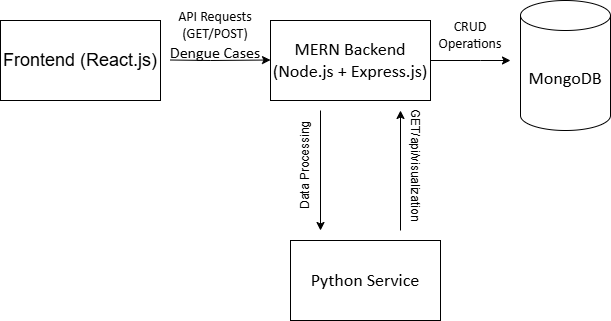 Frontend (React.js)
API Requests
(GET/POST)
Dengue Cases
MERN Backend
(Node.js + Express.js)
CRUD
Operations
MongoDB
Data Processing
GET/api/visualization
Python Service